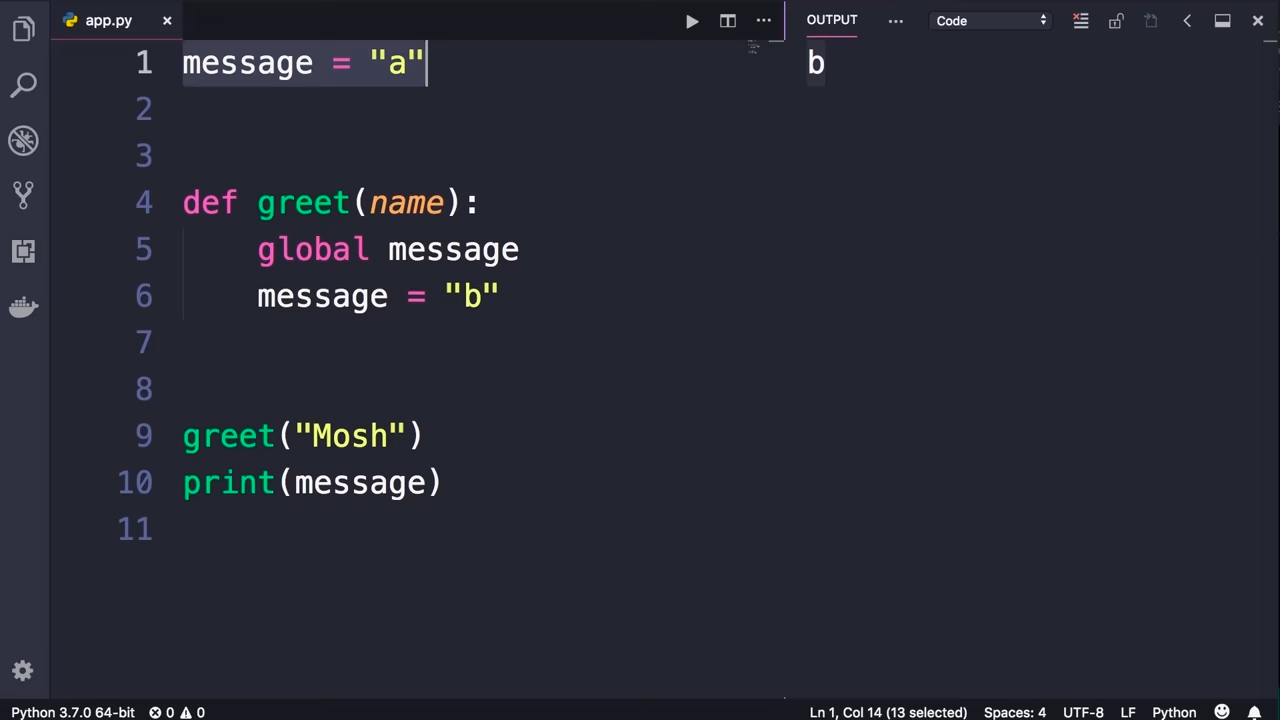 app.py
OUTPUT
Code
1 message = "a"
2
3
4 def greet(name):
5     global message
6     message = "b"
7
8
9 greet("Mosh")
10 print(message)
11
b
Python 3.7.0 64-bit 0 0 Ln 1, Col 14 (13 selected) Spaces: 4 UTF-8 LF Python